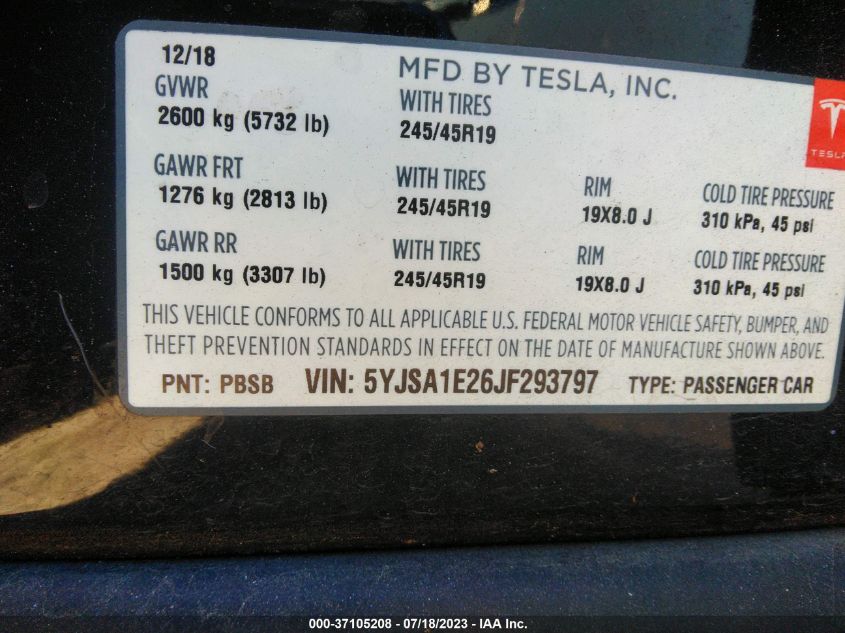 12/18
MFD BY TESLA, INC.
GVWR
WITH TIRES
2600 kg (5732 lb)
245/45R19
TESLA
GAWR FRT
WITH TIRES
RIM
COLD TIRE PRESSURE
1276 kg (2813 lb)
245/45R19
19X8.0 J
310 kPa, 45 psi
GAWR RR
WITH TIRES
RIM
COLD TIRE PRESSURE
1500 kg (3307 lb)
245/45R19
19X8.0 J
310 kPa, 45 psi
THIS VEHICLE CONFORMS TO ALL APPLICABLE U.S. FEDERAL MOTOR VEHICLE SAFETY, BUMPER, AND
THEFT PREVENTION STANDARDS IN EFFECT ON THE DATE OF MANUFACTURE SHOWN ABOVE.
PNT: PBSB VIN: 5YJSA1E26JF293797 TYPE: PASSENGER CAR
000-37105208 - 07/18/2023 - IAA Inc.